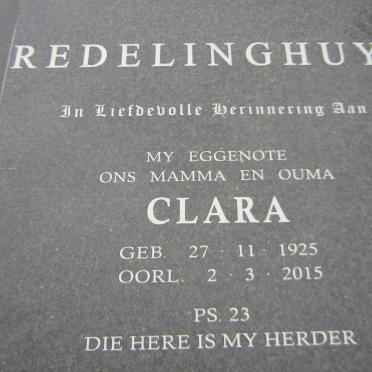 REDELINGHUY
In Liefdevolle Herinnering Aan
MY EGGENOTE
ONS MAMMA EN OUMA
CLARA
GEB. 27 · 11 · 1925
OORL. 2 · 3 · 2015
PS. 23
DIE HERE IS MY HERDER